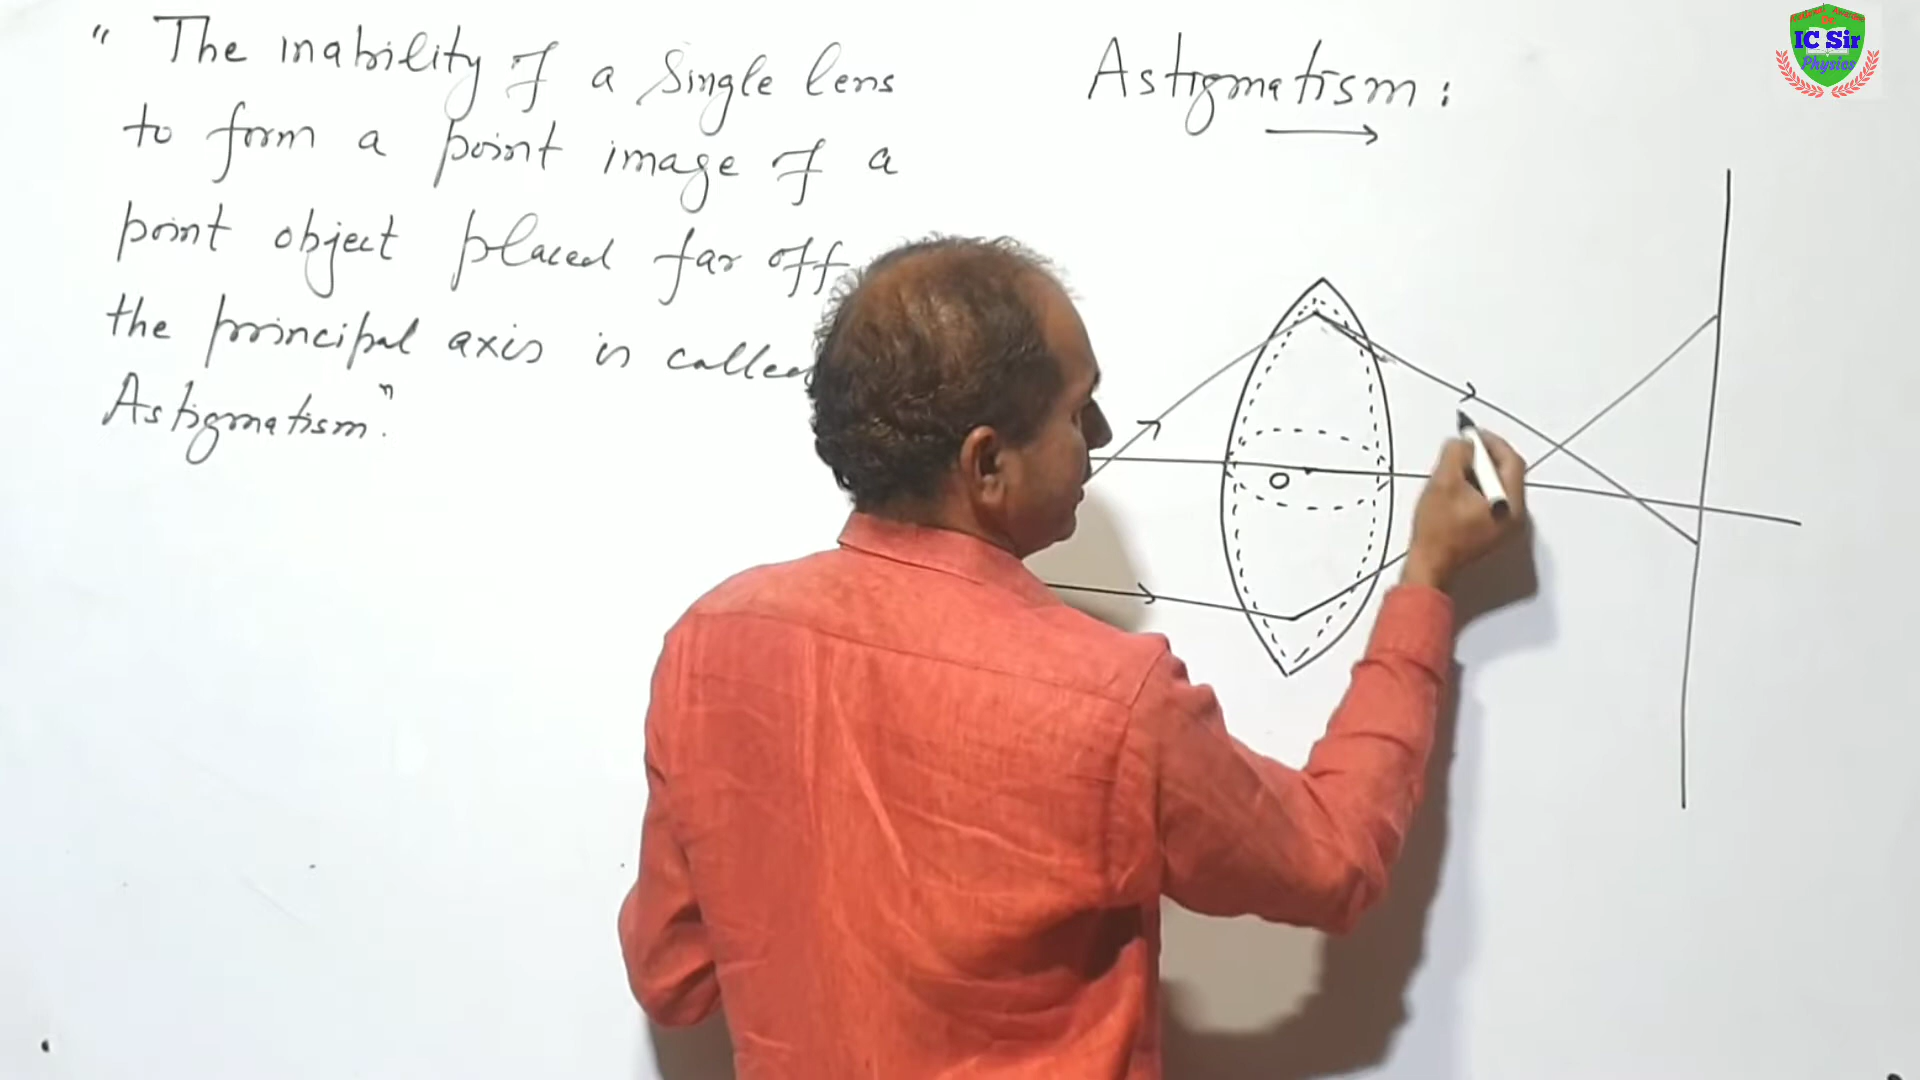 " The inability of a Single lens
to form a point image of a
point object placed far off
the principal axis is called
Astigmatism."
Astigmatism:
O
IC Sir
Physics